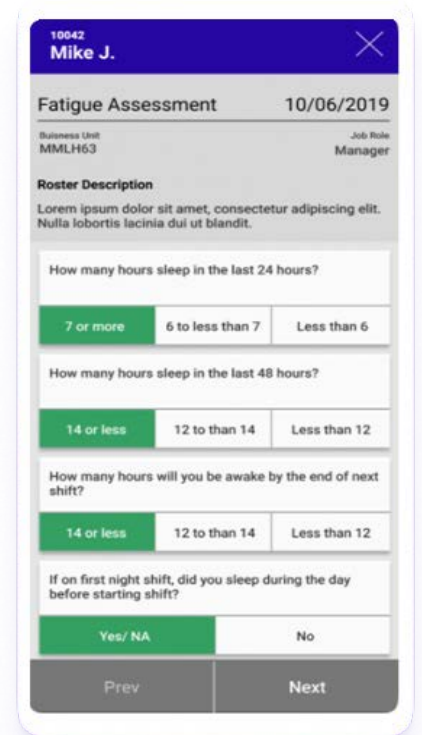 10042
Mike J.
Fatigue Assessment 10/06/2019
Buisness Unit Job Role
MMLH63 Manager
Roster Description
Lorem ipsum dolor sit amet, consectetur adipiscing elit.
Nulla lobortis lacinia dui ut blandit.
How many hours sleep in the last 24 hours?
7 or more 6 to less than 7 Less than 6
How many hours sleep in the last 48 hours?
14 or less 12 to than 14 Less than 12
How many hours will you be awake by the end of next
shift?
14 or less 12 to than 14 Less than 12
If on first night shift, did you sleep during the day
before starting shift?
Yes/ NA No
Prev Next